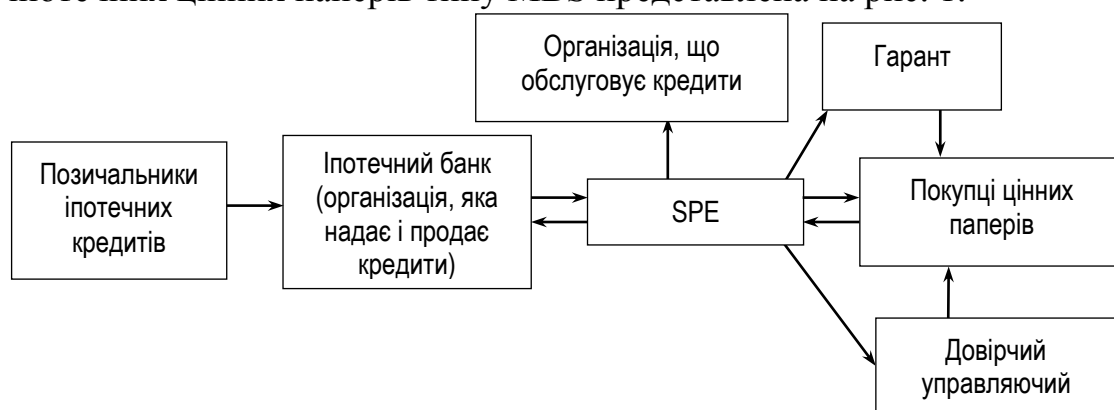 цінних паперів типу MBS представлена на рис. 1.
Організація, що
обслуговує кредити
Гарант
Позичальники
іпотечних
кредитів
Іпотечний банк
(організація, яка
надає і продає
кредити)
SPE
Покупці цінних
паперів
Довірчий
управляючий